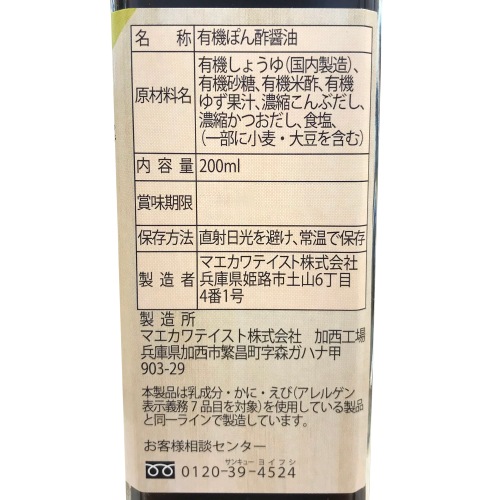 名称 有機ぽん酢醤油
原材料名 有機しょうゆ(国内製造)、
有機砂糖、有機米酢、有機
ゆず果汁、濃縮こんぶだし、
濃縮かつおだし、食塩、
(一部に小麦・大豆を含む)
内容量 200ml
賞味期限
保存方法 直射日光を避け、常温で保存
製造者 マエカワテイスト株式会社
兵庫県姫路市土山6丁目
4番1号
製造所
マエカワテイスト株式会社 加西工場
兵庫県加西市繁昌町字森ガハナ甲
903-29
本製品は乳成分・かに・えび(アレルゲン
表示義務7品目を対象)を使用している製品
と同一ラインで製造しています。
お客様相談センター
サンキュー ヨイフシ
0120-39-4524